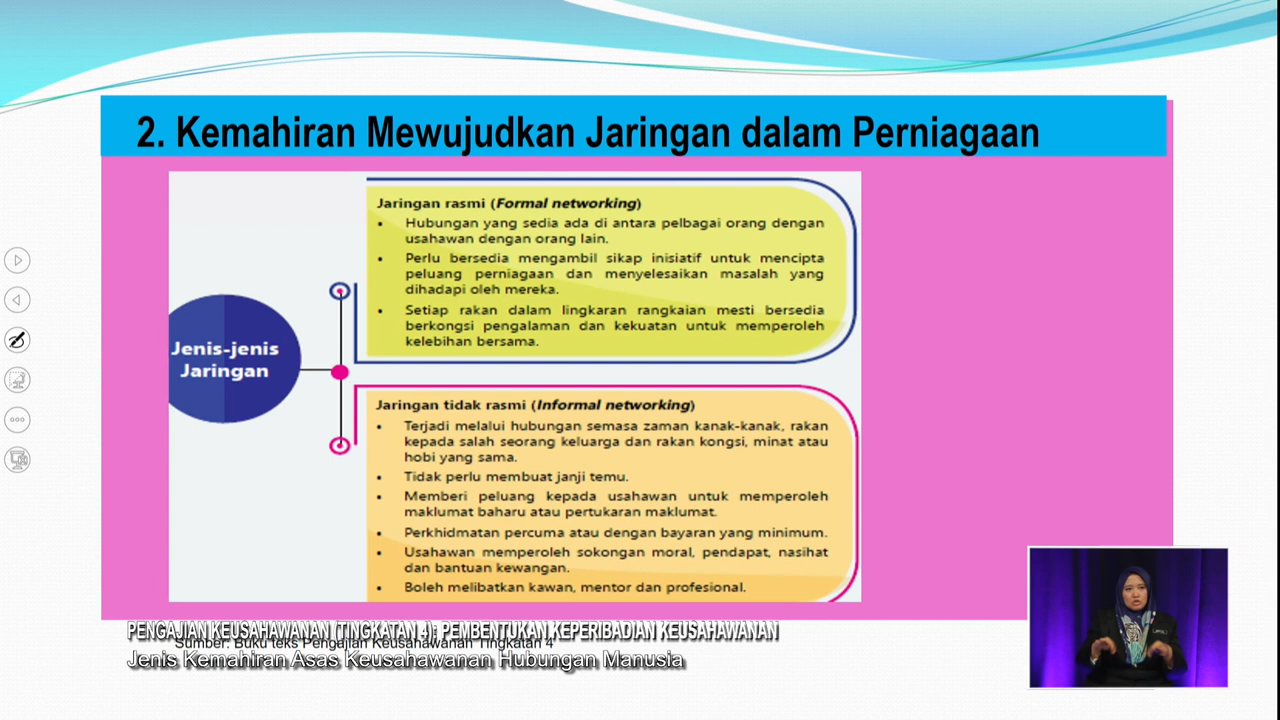 2. Kemahiran Mewujudkan Jaringan dalam Perniagaan
Jenis-jenis
Jaringan
Jaringan rasmi (Formal networking)
• Hubungan yang sedia ada di antara pelbagai orang dengan
usahawan dengan orang lain.
• Perlu bersedia mengambil sikap inisiatif untuk mencipta
peluang perniagaan dan menyelesaikan masalah yang
dihadapi oleh mereka.
• Setiap rakan dalam lingkaran rangkaian mesti bersedia
berkongsi pengalaman dan kekuatan untuk memperoleh
kelebihan bersama.
Jaringan tidak rasmi (Informal networking)
• Terjadi melalui hubungan semasa zaman kanak-kanak, rakan
kepada salah seorang keluarga dan rakan kongsi, minat atau
hobi yang sama.
• Tidak perlu membuat janji temu.
• Memberi peluang kepada usahawan untuk memperoleh
maklumat baharu atau pertukaran maklumat.
• Perkhidmatan percuma atau dengan bayaran yang minimum.
• Usahawan memperoleh sokongan moral, pendapat, nasihat
dan bantuan kewangan.
• Boleh melibatkan kawan, mentor dan profesional.
PENGAJIAN KEUSAHAWANAN (TINGKATAN 4): PEMBENTUKAN KEPERIBADIAN KEUSAHAWANAN
Sumber: Buku teks Pengajian Keusahawanan Tingkatan 4
Jenis Kemahiran Asas Keusahawanan Hubungan Manusia